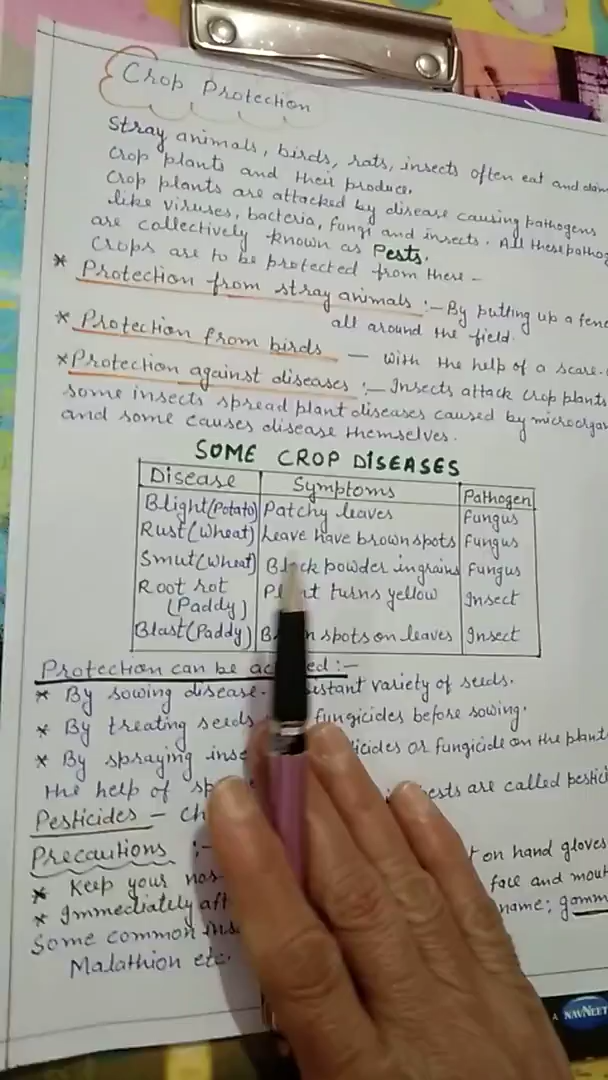 Crop Protection
Stray animals, birds, rats, insects often eat and
crop plants and their produce.
Crop plants are attacked by disease causing pathogens
like viruses, bacteria, fungi and insects. All these
are collectively known as Pests.
Crops are to be protected from these -
* Protection from stray animals :- By putting up a
all around the field.
* Protection from birds — with the help of a scare-
* Protection against diseases :- Insects attack crop plants
some insects spread plant diseases caused by
and some causes disease themselves.
SOME CROP DISEASES
Disease Symptoms Pathogen
Blight(Potato) Patchy leaves Fungus
Rust(Wheat) Leave have brown spots Fungus
Smut(Wheat) Black powder in grains Fungus
Root rot Plant turns yellow Insect
(Paddy)
Blast(Paddy) spots on leaves Insect
Protection can be :-
* By sowing disease- variety of seeds.
* By treating seeds fungicides before sowing.
* By spraying or fungicide on the
the help of are called
Pesticides -
Precautions :- on hand gloves
* Keep your face and
* Immediately name;
Some common
Malathion etc.
NAVNEET